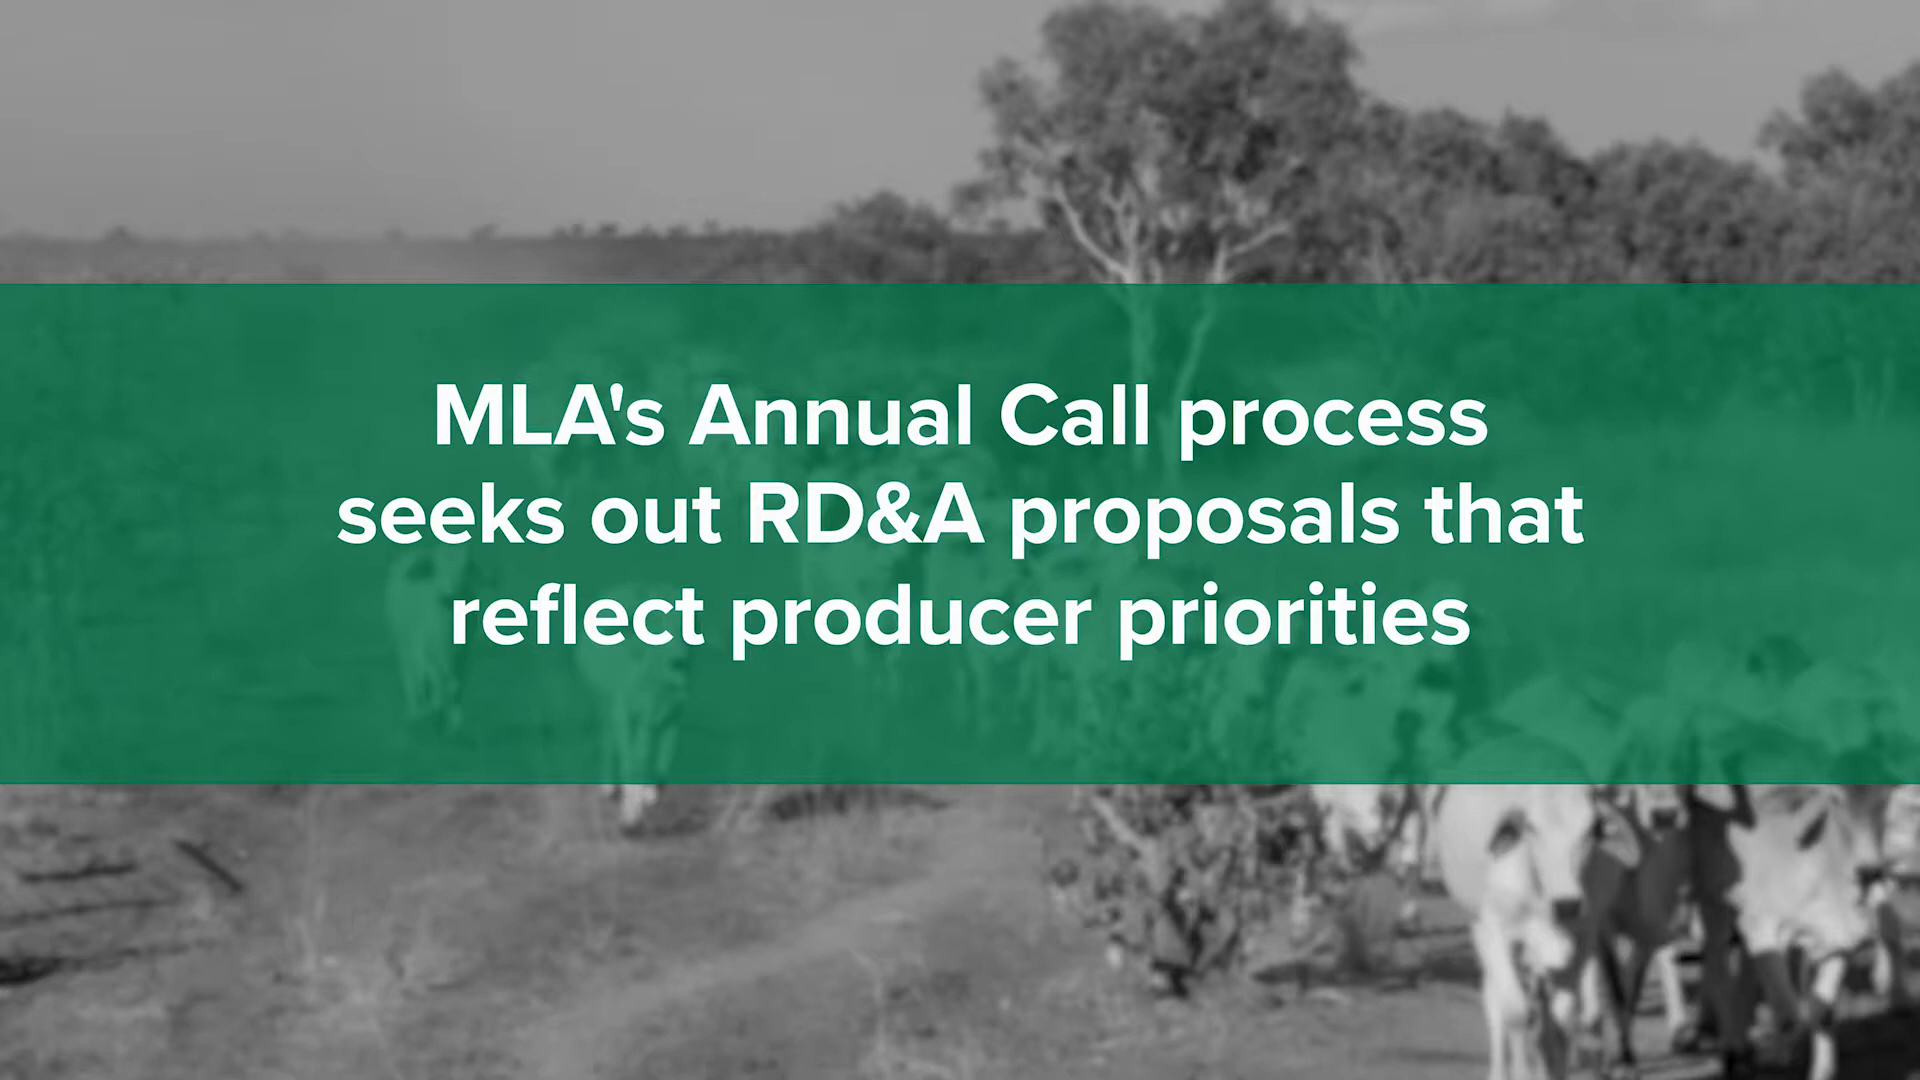 MLA's Annual Call process
seeks out RD&A proposals that
reflect producer priorities